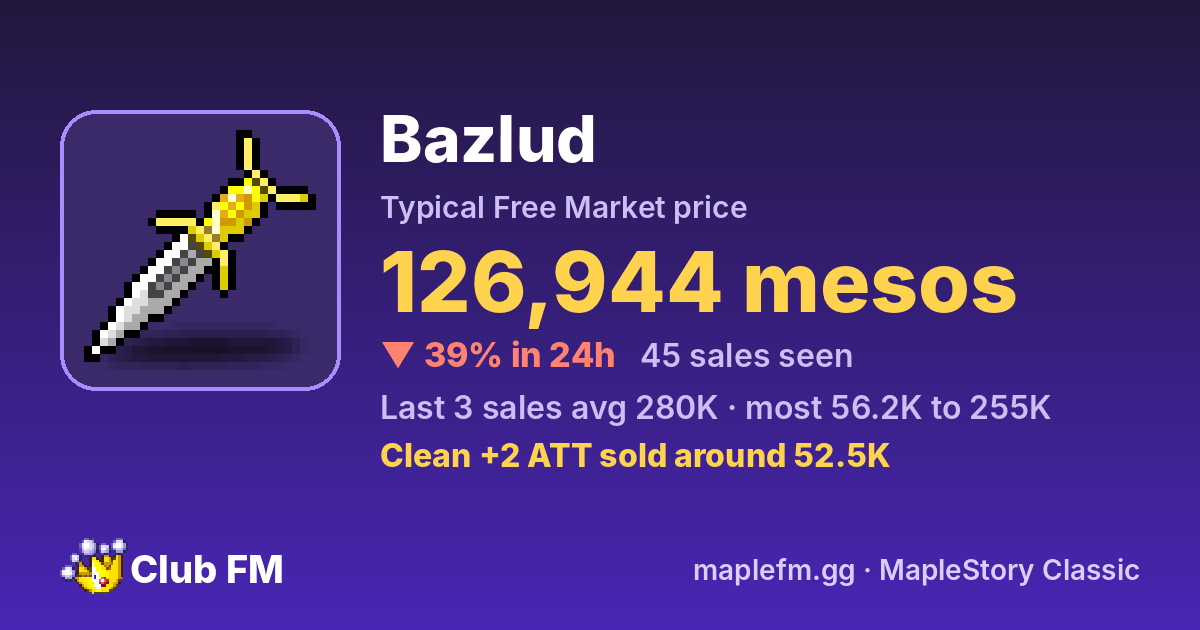 Bazlud
Typical Free Market price
126,944 mesos
▼ 39% in 24h 45 sales seen
Last 3 sales avg 280K · most 56.2K to 255K
Clean +2 ATT sold around 52.5K
Club FM
maplefm.gg · MapleStory Classic